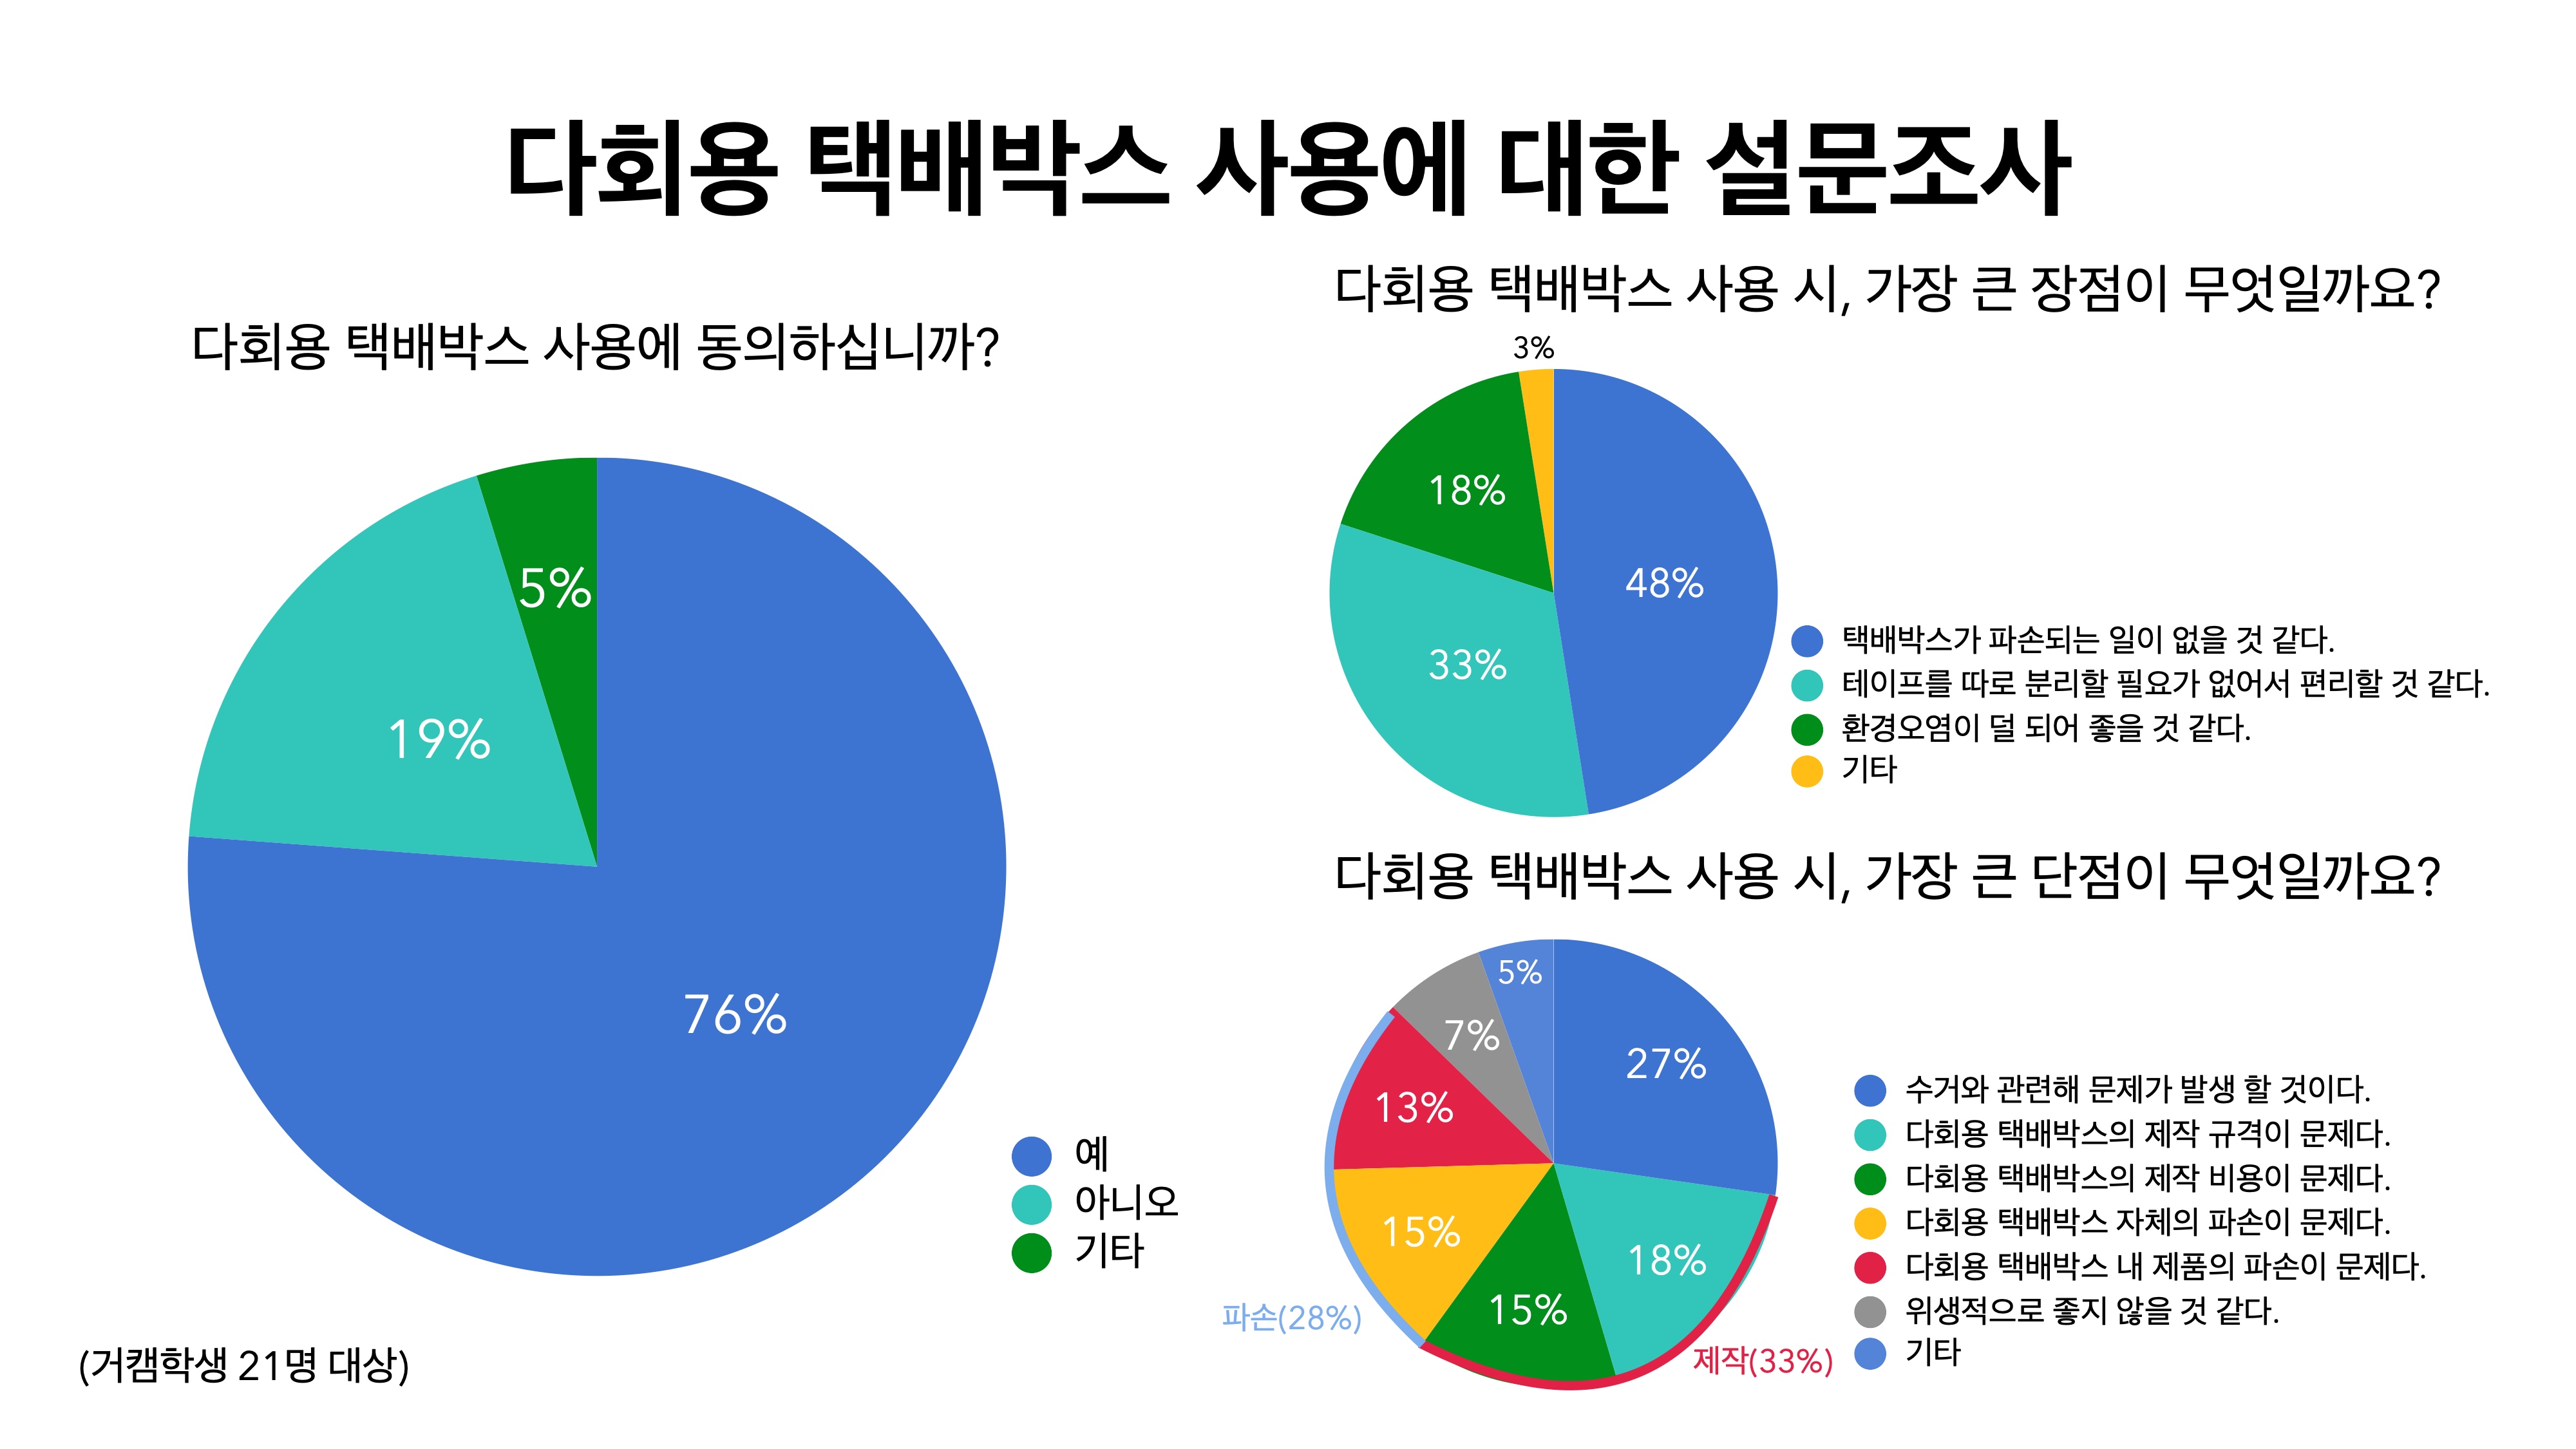 다회용 택배박스 사용에 대한 설문조사
다회용 택배박스 사용에 동의하십니까?
5%
19%
76%
예
아니오
기타
(거캠학생 21명 대상)
다회용 택배박스 사용 시, 가장 큰 장점이 무엇일까요?
3%
18%
48%
33%
택배박스가 파손되는 일이 없을 것 같다.
테이프를 따로 분리할 필요가 없어서 편리할 것 같다.
환경오염이 덜 되어 좋을 것 같다.
기타
다회용 택배박스 사용 시, 가장 큰 단점이 무엇일까요?
5%
7%
27%
13%
15%
18%
15%
파손(28%)
제작(33%)
수거와 관련해 문제가 발생 할 것이다.
다회용 택배박스의 제작 규격이 문제다.
다회용 택배박스의 제작 비용이 문제다.
다회용 택배박스 자체의 파손이 문제다.
다회용 택배박스 내 제품의 파손이 문제다.
위생적으로 좋지 않을 것 같다.
기타